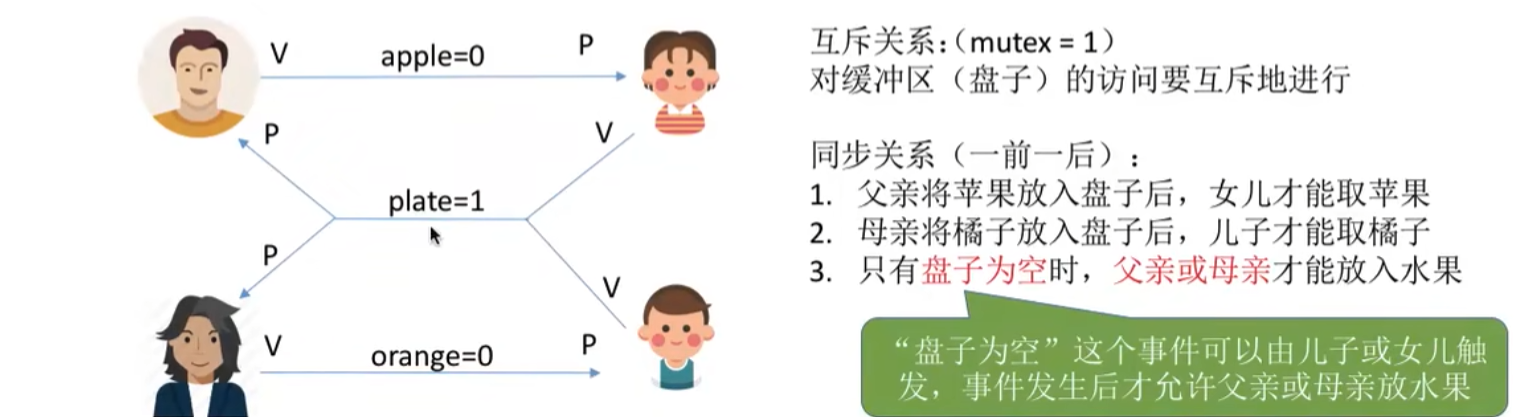 V apple=0 P
P
V
plate=1
P
V
V orange=0 P
互斥关系：（mutex = 1）
对缓冲区（盘子）的访问要互斥地进行
同步关系（一前一后）：
1. 父亲将苹果放入盘子后，女儿才能取苹果
2. 母亲将橘子放入盘子后，儿子才能取橘子
3. 只有盘子为空时，父亲或母亲才能放入水果
“盘子为空”这个事件可以由儿子或女儿触
发，事件发生后才允许父亲或母亲放水果